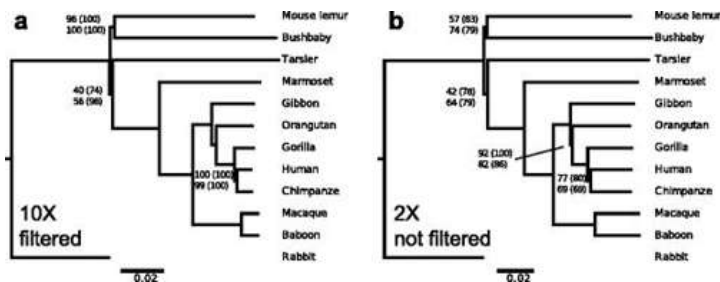 a
96 (100)
100 (100)
40 (74)
56 (98)
100 (100)
99 (100)
Mouse lemur
Bushbaby
Tarsier
Marmoset
Gibbon
Orangutan
Gorilla
Human
Chimpanze
Macaque
Baboon
Rabbit
10X
filtered
0.02
b
57 (83)
74 (79)
42 (78)
64 (79)
92 (100)
82 (86)
77 (80)
69 (69)
Mouse lemur
Bushbaby
Tarsier
Marmoset
Gibbon
Orangutan
Gorilla
Human
Chimpanze
Macaque
Baboon
Rabbit
2X
not filtered
0.02